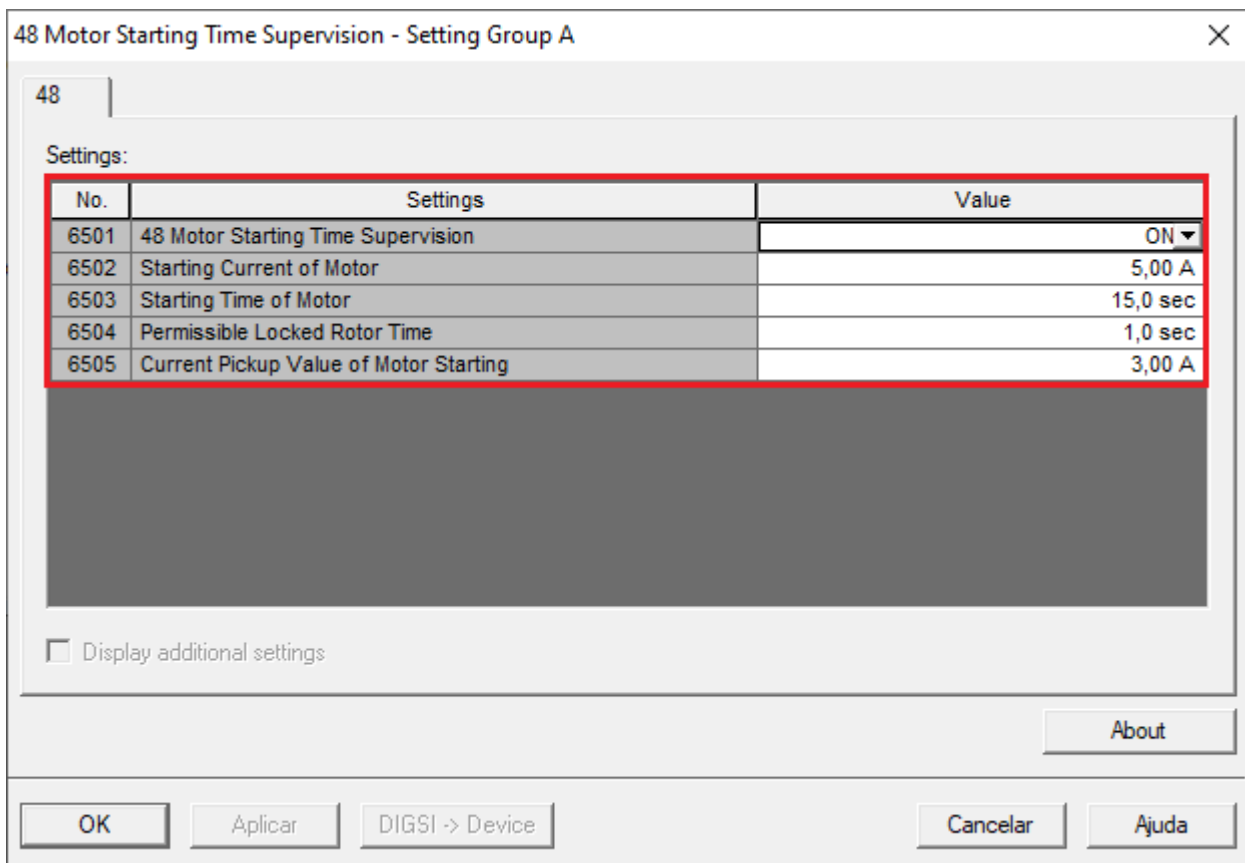 48 Motor Starting Time Supervision - Setting Group A
48
Settings:
No. Settings Value
6501 48 Motor Starting Time Supervision ON
6502 Starting Current of Motor 5,00 A
6503 Starting Time of Motor 15,0 sec
6504 Permissible Locked Rotor Time 1,0 sec
6505 Current Pickup Value of Motor Starting 3,00 A
Display additional settings
About
OK Aplicar DIGSI -> Device Cancelar Ajuda